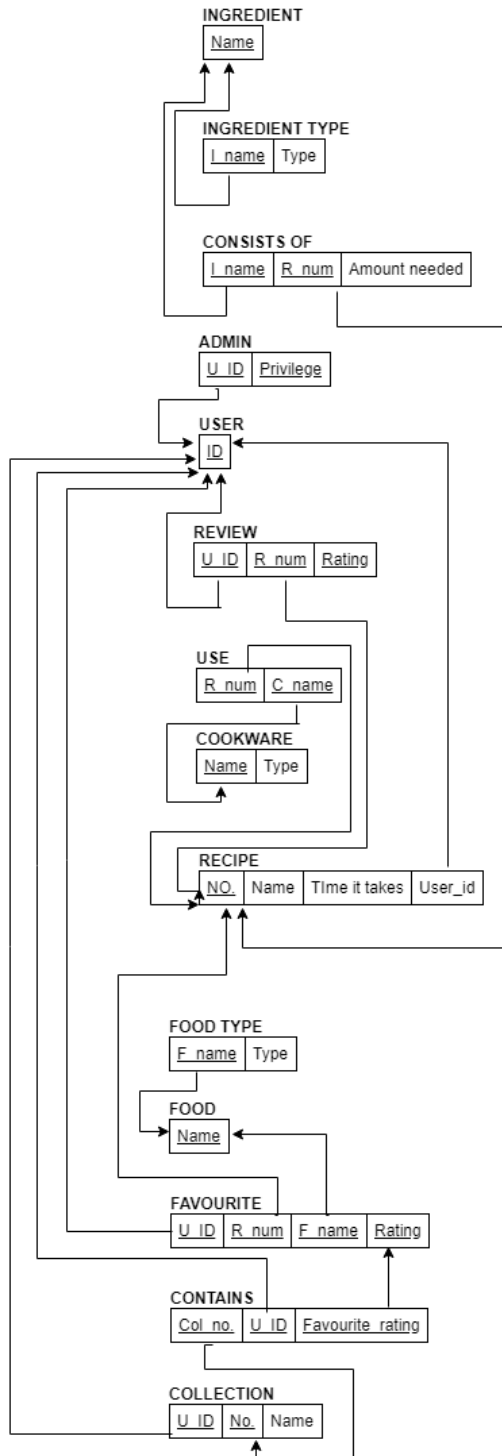 INGREDIENT
Name
INGREDIENT TYPE
I_name Type
CONSISTS OF
I_name R_num Amount needed
ADMIN
U_ID Privilege
USER
ID
REVIEW
U_ID R_num Rating
USE
R_num C_name
COOKWARE
Name Type
RECIPE
NO. Name TIme it takes User_id
FOOD TYPE
F_name Type
FOOD
Name
FAVOURITE
U_ID R_num F_name Rating
CONTAINS
Col_no. U_ID Favourite_rating
COLLECTION
U_ID No. Name